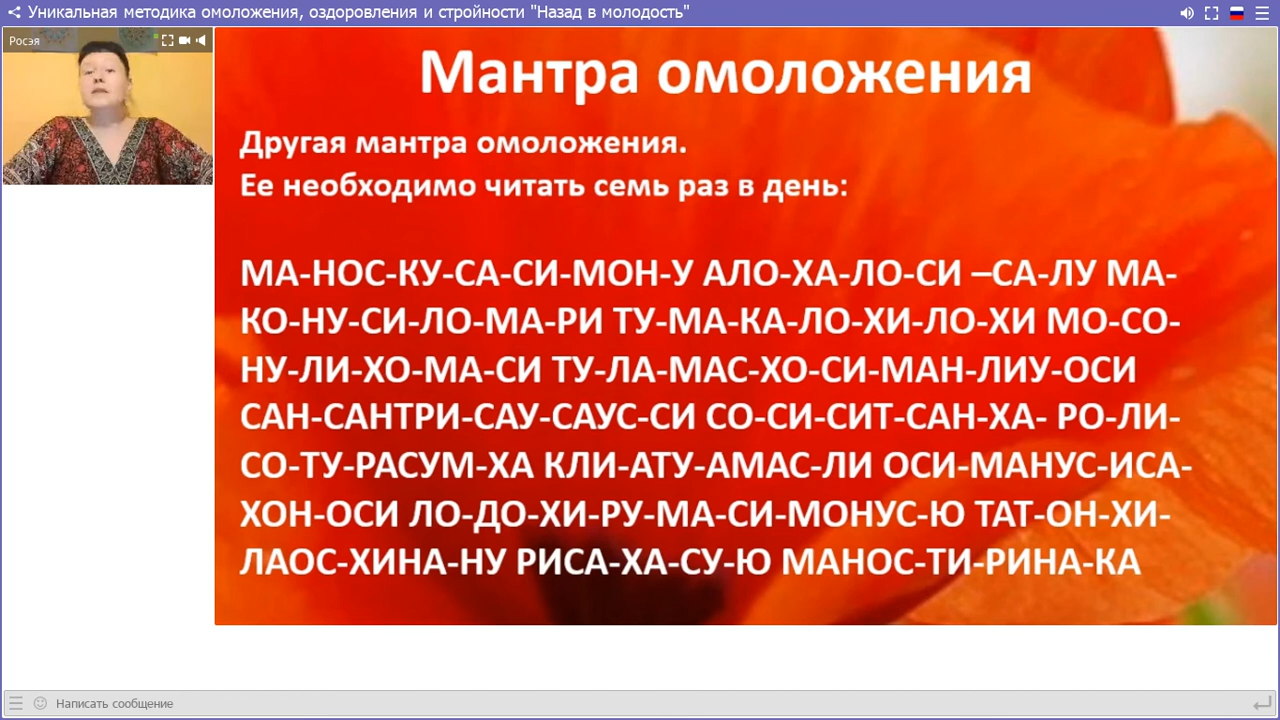 Уникальная методика омоложения, оздоровления и стройности "Назад в молодость"
Росэя
Мантра омоложения
Другая мантра омоложения.
Ее необходимо читать семь раз в день:
МА-НОС-КУ-СА-СИ-МОН-У АЛО-ХА-ЛО-СИ –СА-ЛУ МА-
КО-НУ-СИ-ЛО-МА-РИ ТУ-МА-КА-ЛО-ХИ-ЛО-ХИ МО-СО-
НУ-ЛИ-ХО-МА-СИ ТУ-ЛА-МАС-ХО-СИ-МАН-ЛИУ-ОСИ
САН-САНТРИ-САУ-САУС-СИ СО-СИ-СИТ-САН-ХА- РО-ЛИ-
СО-ТУ-РАСУМ-ХА КЛИ-АТУ-АМАС-ЛИ ОСИ-МАНУС-ИСА-
ХОН-ОСИ ЛО-ДО-ХИ-РУ-МА-СИ-МОНУС-Ю ТАТ-ОН-ХИ-
ЛАОС-ХИНА-НУ РИСА-ХА-СУ-Ю МАНОС-ТИ-РИНА-КА
Написать сообщение